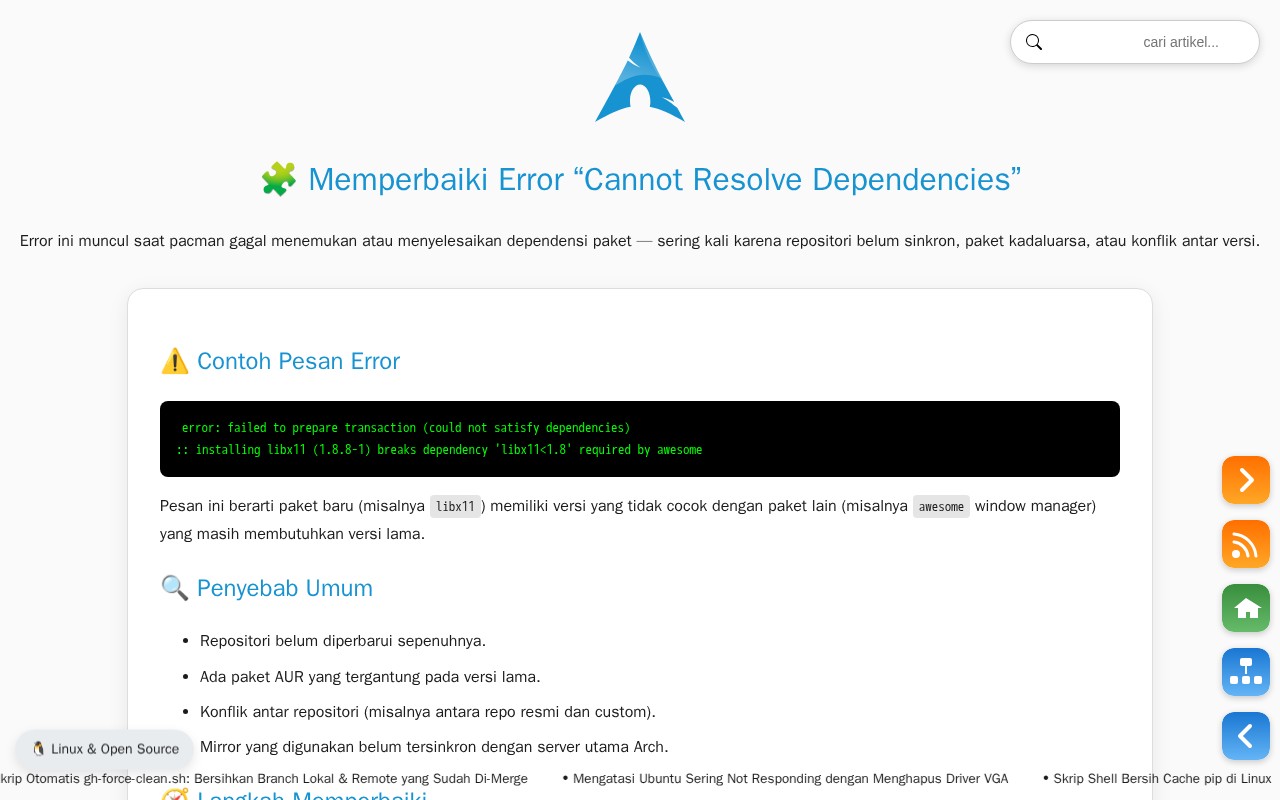 cari artikel...
🧩 Memperbaiki Error “Cannot Resolve Dependencies”
Error ini muncul saat pacman gagal menemukan atau menyelesaikan dependensi paket — sering kali karena repositori belum sinkron, paket kadaluarsa, atau konflik antar versi.
⚠️ Contoh Pesan Error
error: failed to prepare transaction (could not satisfy dependencies)
:: installing libx11 (1.8.8-1) breaks dependency 'libx11<1.8' required by awesome
Pesan ini berarti paket baru (misalnya libx11) memiliki versi yang tidak cocok dengan paket lain (misalnya awesome window manager)
yang masih membutuhkan versi lama.
🔍 Penyebab Umum
• Repositori belum diperbarui sepenuhnya.
• Ada paket AUR yang tergantung pada versi lama.
• Konflik antar repositori (misalnya antara repo resmi dan custom).
Mirror yang digunakan belum tersinkron dengan server utama Arch.
🐧 Linux & Open Source
krip Otomatis gh-force-clean.sh: Bersihkan Branch Lokal & Remote yang Sudah Di-Merge • Mengatasi Ubuntu Sering Not Responding dengan Menghapus Driver VGA • Skrip Shell Bersih Cache pip di Linux
🧭 Langkah Memperbaiki